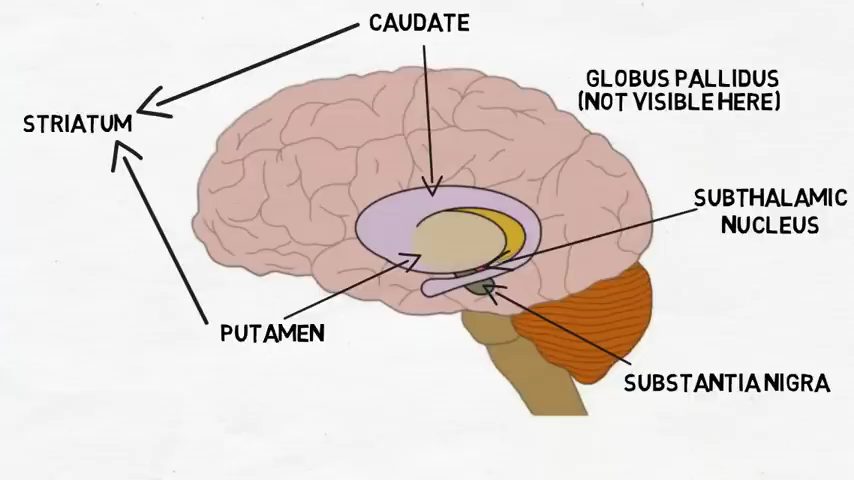 CAUDATE
GLOBUS PALLIDUS
(NOT VISIBLE HERE)
STRIATUM
SUBTHALAMIC
NUCLEUS
PUTAMEN
SUBSTANTIA NIGRA